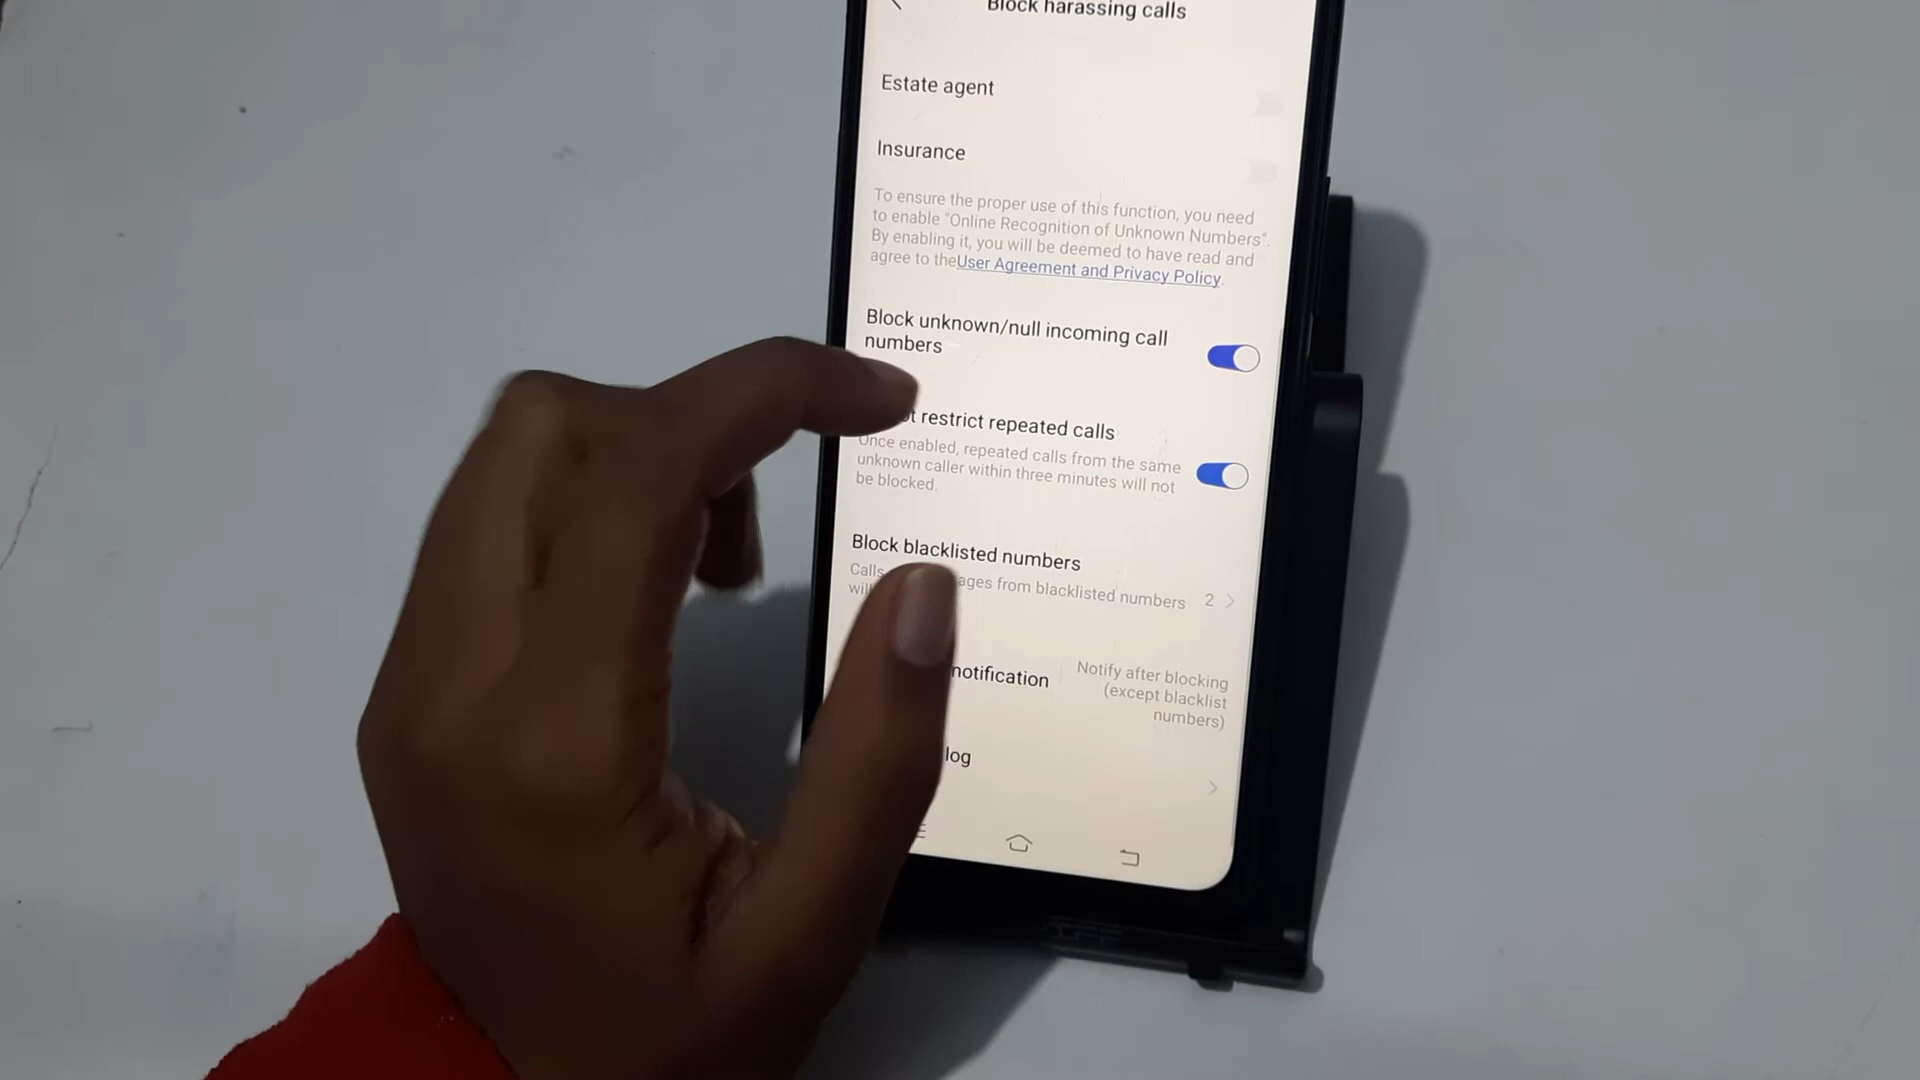 Block harassing calls
Estate agent
Insurance
To ensure the proper use of this function, you need
to enable "Online Recognition of Unknown Numbers".
By enabling it, you will be deemed to have read and
agree to theUser Agreement and Privacy Policy.
Block unknown/null incoming call
numbers
restrict repeated calls
Once enabled, repeated calls from the same
unknown caller within three minutes will not
be blocked.
Block blacklisted numbers
Calls from blacklisted numbers
2
notification
Notify after blocking
(except blacklist
numbers)
log